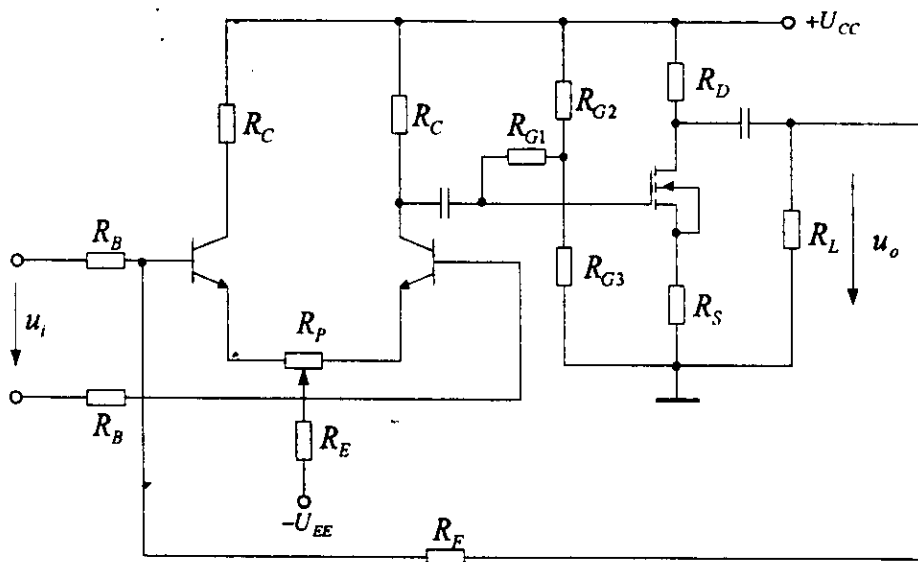 +U_CC
R_D
R_G2
R_C
R_C
R_G1
R_B
R_L
u_o
R_G3
u_i
R_P
R_S
R_B
R_E
-U_EE
R_F